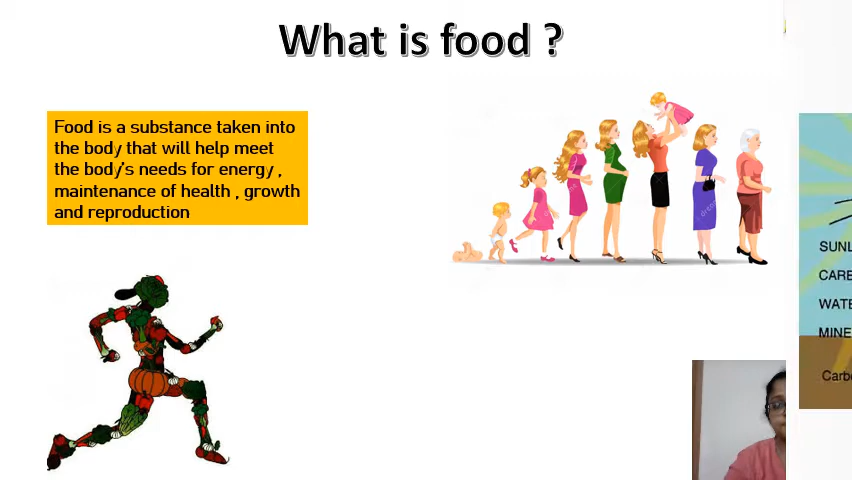 What is food ?
Food is a substance taken into
the body that will help meet
the body's needs for energy ,
maintenance of health , growth
and reproduction
SUNL
CARB
WATE
MINE
Carbo